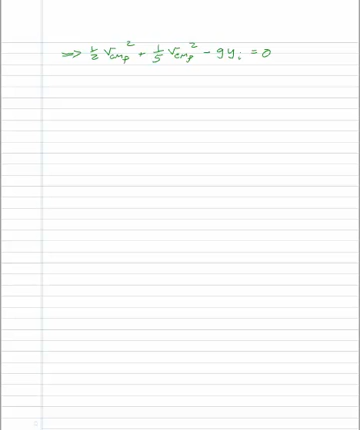 => 1/2 v_cmp^2 + 1/5 v_cmp^2 - g y_i = 0